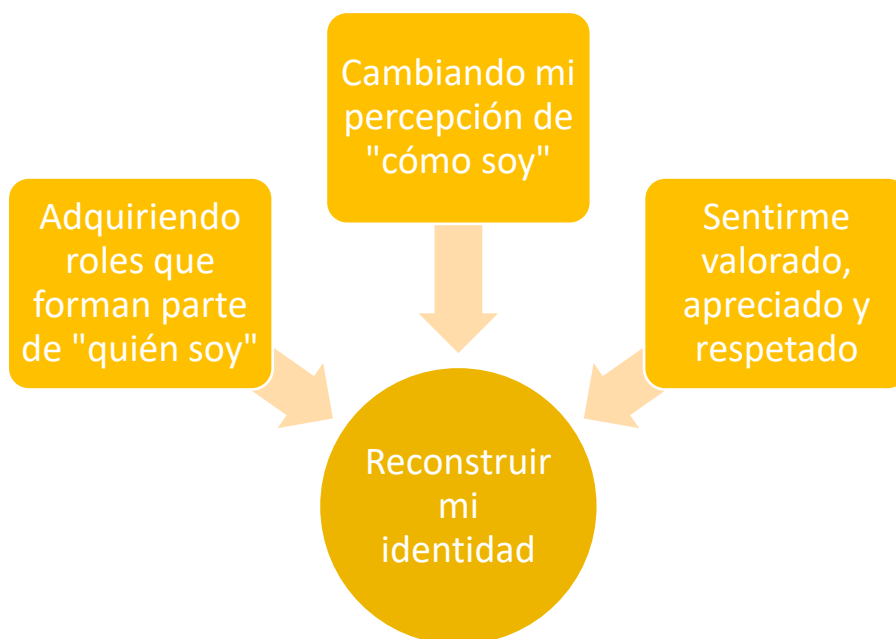 Cambiando mi
percepción de
"cómo soy"
Adquiriendo
roles que
forman parte
de "quién soy"
Sentirme
valorado,
apreciado y
respetado
Reconstruir
mi
identidad